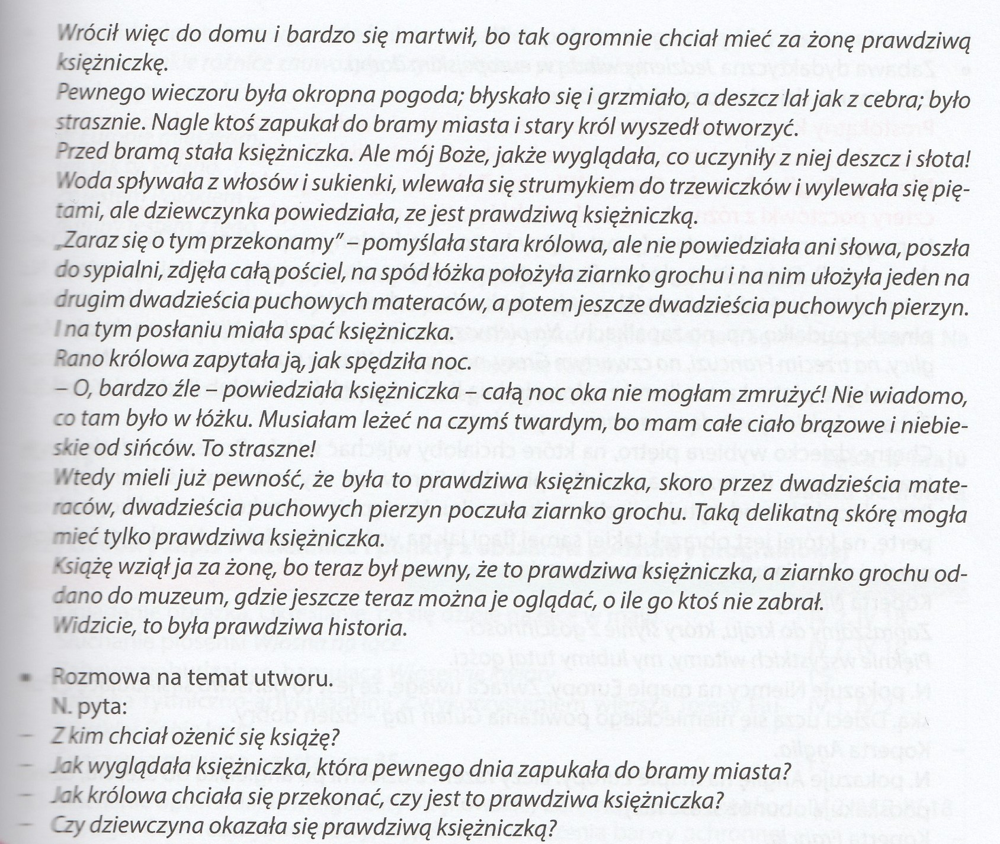 Wrócił więc do domu i bardzo się martwił, bo tak ogromnie chciał mieć za żonę prawdziwą
księżniczkę.
Pewnego wieczoru była okropna pogoda; błyskało się i grzmiało, a deszcz lał jak z cebra; było
strasznie. Nagle ktoś zapukał do bramy miasta i stary król wyszedł otworzyć.
Przed bramą stała księżniczka. Ale mój Boże, jakże wyglądała, co uczyniły z niej deszcz i słota!
Woda spływała z włosów i sukienki, wlewała się strumykiem do trzewiczków i wylewała się pię-
tami, ale dziewczynka powiedziała, ze jest prawdziwą księżniczką.
„Zaraz się o tym przekonamy” – pomyślała stara królowa, ale nie powiedziała ani słowa, poszła
do sypialni, zdjęła całą pościel, na spód łóżka położyła ziarnko grochu i na nim ułożyła jeden na
drugim dwadzieścia puchowych materaców, a potem jeszcze dwadzieścia puchowych pierzyn.
I na tym posłaniu miała spać księżniczka.
Rano królowa zapytała ją, jak spędziła noc.
– O, bardzo źle – powiedziała księżniczka – całą noc oka nie mogłam zmrużyć! Nie wiadomo,
co tam było w łóżku. Musiałam leżeć na czymś twardym, bo mam całe ciało brązowe i niebie-
skie od sińców. To straszne!
Wtedy mieli już pewność, że była to prawdziwa księżniczka, skoro przez dwadzieścia mate-
raców, dwadzieścia puchowych pierzyn poczuła ziarnko grochu. Taką delikatną skórę mogła
mieć tylko prawdziwa księżniczka.
Książę wziął ja za żonę, bo teraz był pewny, że to prawdziwa księżniczka, a ziarnko grochu od-
dano do muzeum, gdzie jeszcze teraz można je oglądać, o ile go ktoś nie zabrał.
Widzicie, to była prawdziwa historia.
▪ Rozmowa na temat utworu.
N. pyta:
– Z kim chciał ożenić się książę?
– Jak wyglądała księżniczka, która pewnego dnia zapukała do bramy miasta?
– Jak królowa chciała się przekonać, czy jest to prawdziwa księżniczka?
– Czy dziewczyna okazała się prawdziwą księżniczką?